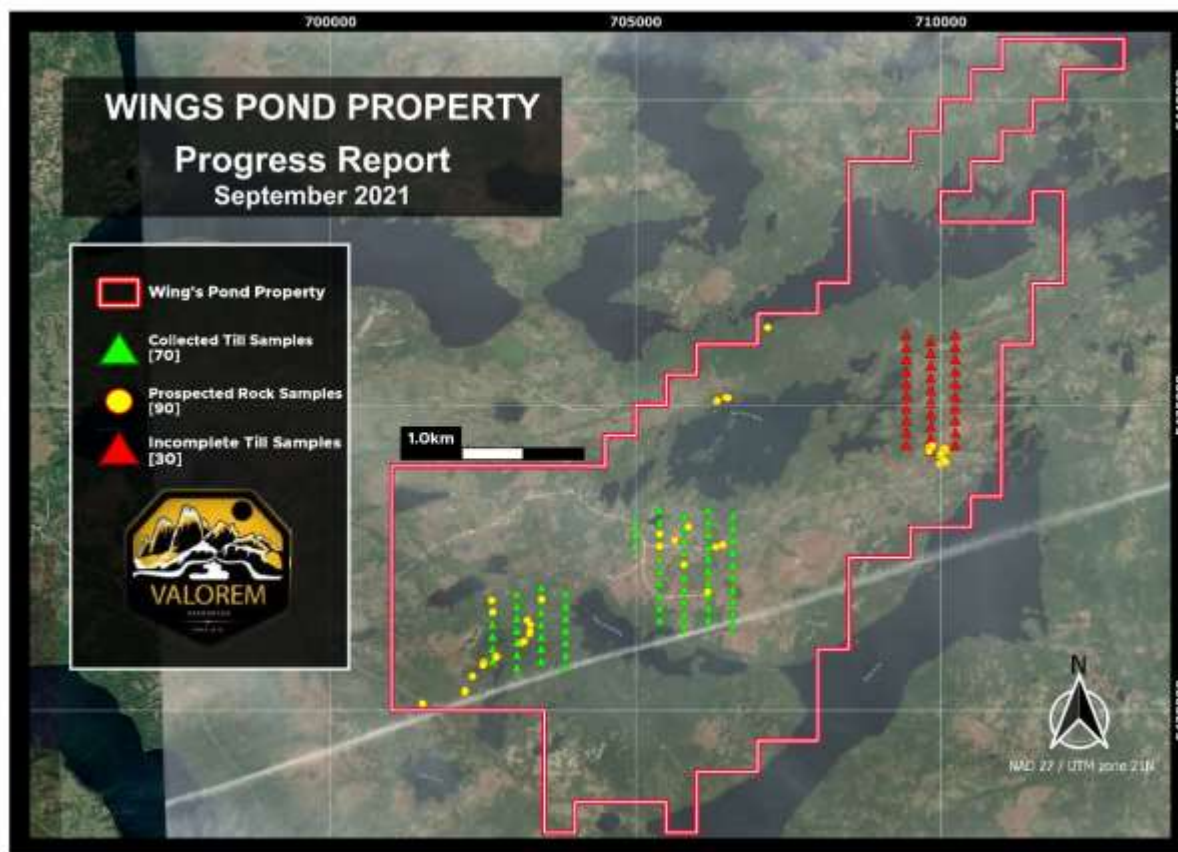 700000 705000 710000
WINGS POND PROPERTY
Progress Report
September 2021
Wing's Pond Property
Collected Till Samples
[70]
Prospected Rock Samples
[90]
Incomplete Till Samples
[30]
1.0km
VALOREM
N
NAD 27 / UTM zone 21N